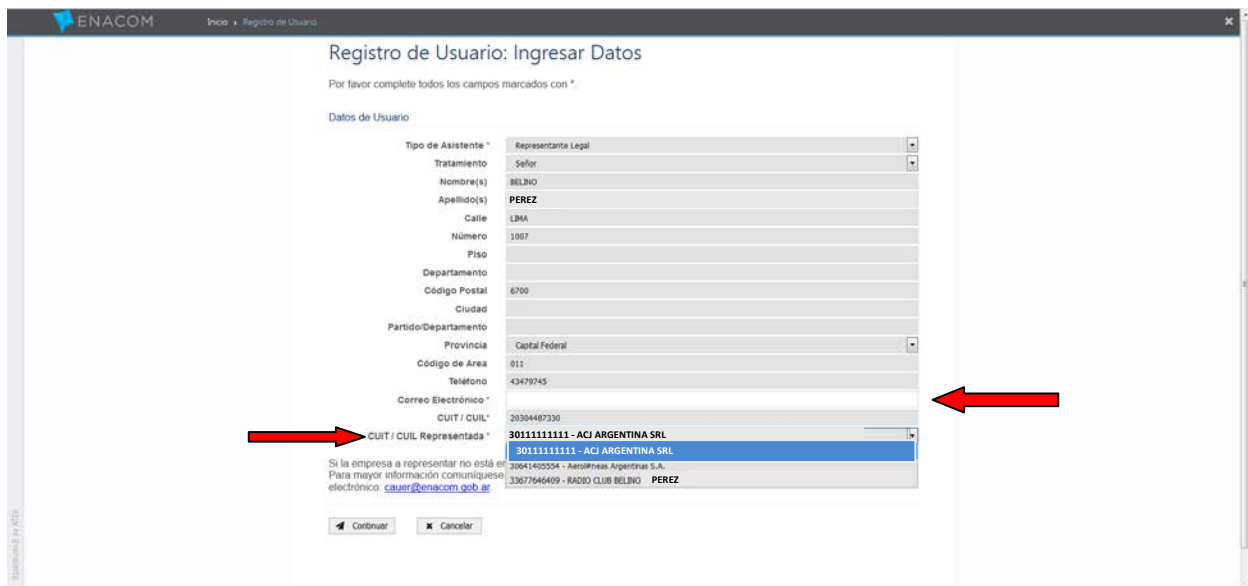 ENACOM
Inicio › Registro de Usuario
Registro de Usuario: Ingresar Datos
Por favor complete todos los campos marcados con *.
Datos de Usuario
Tipo de Asistente * Representante Legal
Tratamiento Señor
Nombre(s) BELINO
Apellido(s) PEREZ
Calle LIMA
Número 1007
Piso
Departamento
Código Postal 6700
Ciudad
Partido/Departamento
Provincia Capital Federal
Código de Area 011
Teléfono 43479745
Correo Electrónico *
CUIT / CUIL* 20304487330
CUIT / CUIL Representada * 30111111111 - ACJ ARGENTINA SRL
30111111111 - ACJ ARGENTINA SRL
30641405554 - Aerol#neas Argentinas S.A.
33677646409 - RADIO CLUB BELINO PEREZ
Si la empresa a representar no está
Para mayor información comuníquese
electrónico: cauer@enacom.gob.ar
Continuar
Cancelar